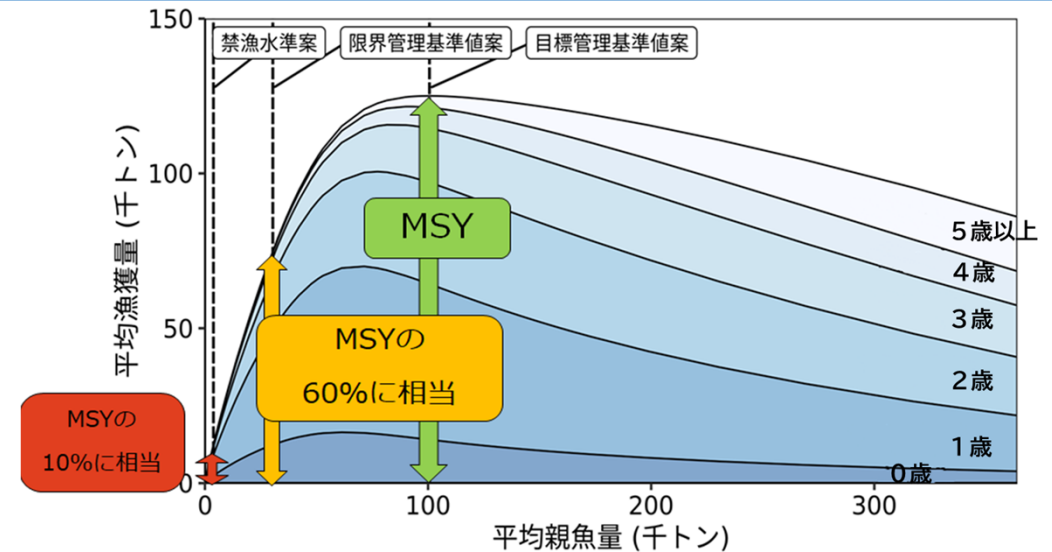 150
禁漁水準案
限界管理基準値案
目標管理基準値案
100
平均漁獲量 (千トン)
MSY
50
MSYの
60%に相当
MSYの
10%に相当
0
5歳以上
4歳
3歳
2歳
1歳
0歳
0
100
200
300
平均親魚量 (千トン)